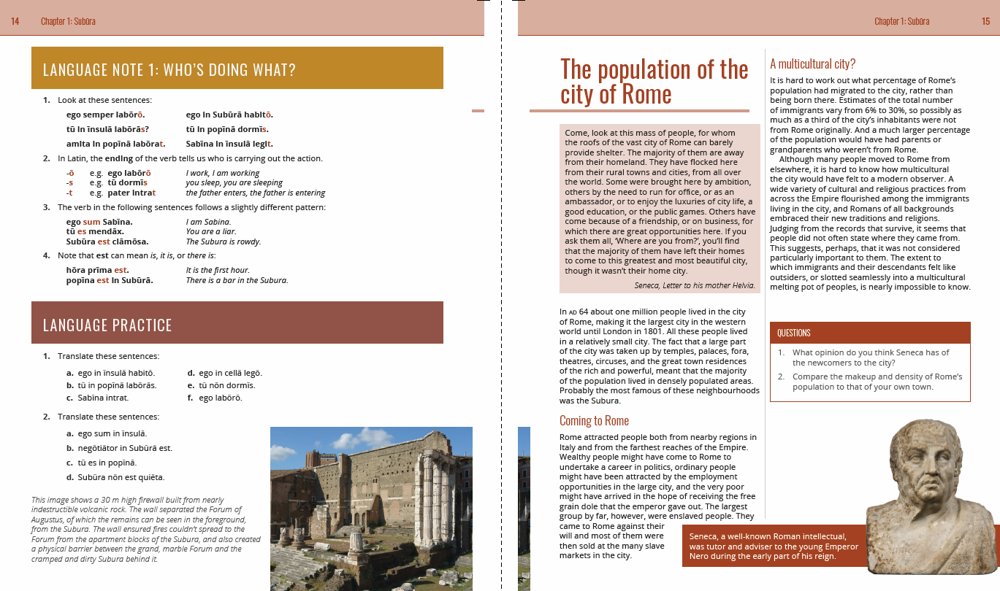 14 Chapter 1: Subūra
LANGUAGE NOTE 1: WHO'S DOING WHAT?
1. Look at these sentences:
ego semper labōrō. ego in Subūrā habitō.
tū in īnsulā labōrās? tū in popīnā dormīs.
amita in popīnā labōrat. Sabīna in īnsulā legit.
2. In Latin, the ending of the verb tells us who is carrying out the action.
-ō e.g. ego labōrō I work, I am working
-s e.g. tū dormīs you sleep, you are sleeping
-t e.g. pater intrat the father enters, the father is entering
3. The verb in the following sentences follows a slightly different pattern:
ego sum Sabīna. I am Sabina.
tū es mendāx. You are a liar.
Subūra est clāmōsa. The Subura is rowdy.
4. Note that est can mean is, it is, or there is:
hōra prīma est. It is the first hour.
popīna est in Subūrā. There is a bar in the Subura.
LANGUAGE PRACTICE
1. Translate these sentences:
a. ego in īnsulā habitō. d. ego in cellā legō.
b. tū in popīnā labōrās. e. tū nōn dormīs.
c. Sabīna intrat. f. ego labōrō.
2. Translate these sentences:
a. ego sum in īnsulā.
b. negōtiātor in Subūrā est.
c. tū es in popīnā.
d. Subūra nōn est quiēta.
This image shows a 30 m high firewall built from nearly
indestructible volcanic rock. The wall separated the Forum of
Augustus, of which the remains can be seen in the foreground,
from the Subura. The wall ensured fires couldn't spread to the
Forum from the apartment blocks of the Subura, and also created
a physical barrier between the grand, marble Forum and the
cramped and dirty Subura behind it.
Chapter 1: Subūra 15
The population of the
city of Rome
Come, look at this mass of people, for whom
the roofs of the vast city of Rome can barely
provide shelter. The majority of them are away
from their homeland. They have flocked here
from their rural towns and cities, from all over
the world. Some were brought here by ambition,
others by the need to run for office, or as an
ambassador, or to enjoy the luxuries of city life, a
good education, or the public games. Others have
come because of a friendship, or on business, for
which there are great opportunities here. If you
ask them all, 'Where are you from?', you'll find
that the majority of them have left their homes
to come to this greatest and most beautiful city,
though it wasn't their home city.
Seneca, Letter to his mother Helvia.
In AD 64 about one million people lived in the city
of Rome, making it the largest city in the western
world until London in 1801. All these people lived
in a relatively small city. The fact that a large part
of the city was taken up by temples, palaces, fora,
theatres, circuses, and the great town residences
of the rich and powerful, meant that the majority
of the population lived in densely populated areas.
Probably the most famous of these neighbourhoods
was the Subura.
Coming to Rome
Rome attracted people both from nearby regions in
Italy and from the farthest reaches of the Empire.
Wealthy people might have come to Rome to
undertake a career in politics, ordinary people
might have been attracted by the employment
opportunities in the large city, and the very poor
might have arrived in the hope of receiving the free
grain dole that the emperor gave out. The largest
group by far, however, were enslaved people. They
came to Rome against their
will and most of them were
then sold at the many slave
markets in the city.
A multicultural city?
It is hard to work out what percentage of Rome's
population had migrated to the city, rather than
being born there. Estimates of the total number
of immigrants vary from 6% to 30%, so possibly as
much as a third of the city's inhabitants were not
from Rome originally. And a much larger percentage
of the population would have had parents or
grandparents who weren't from Rome.
Although many people moved to Rome from
elsewhere, it is hard to know how multicultural
the city would have felt to a modern observer. A
wide variety of cultural and religious practices from
across the Empire flourished among the immigrants
living in the city, and Romans of all backgrounds
embraced their new traditions and religions.
Judging from the records that survive, it seems that
people did not often state where they came from.
This suggests, perhaps, that it was not considered
particularly important to them. The extent to
which immigrants and their descendants felt like
outsiders, or slotted seamlessly into a multicultural
melting pot of peoples, is nearly impossible to know.
QUESTIONS
1. What opinion do you think Seneca has of
the newcomers to the city?
2. Compare the makeup and density of Rome's
population to that of your own town.
Seneca, a well-known Roman intellectual,
was tutor and adviser to the young Emperor
Nero during the early part of his reign.